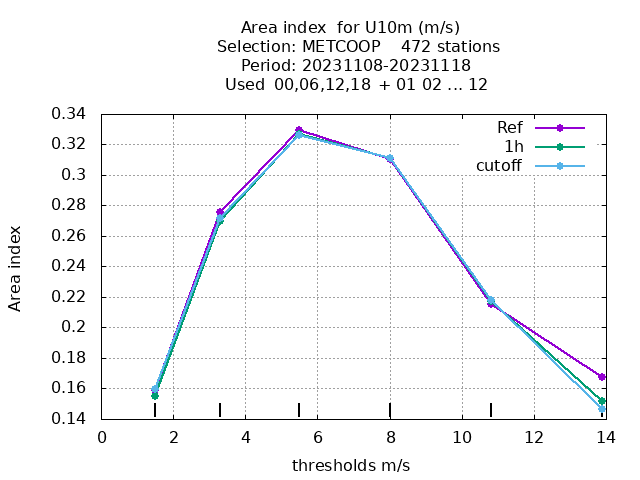 Area index  for U10m (m/s)
Selection: METCOOP    472 stations
Period: 20231108-20231118
Used  00,06,12,18  + 01 02 ... 12
0.34
0.32
0.3
0.28
0.26
0.24
0.22
0.2
0.18
0.16
0.14
Area index
Ref
1h
cutoff
0 2 4 6 8 10 12 14
thresholds m/s